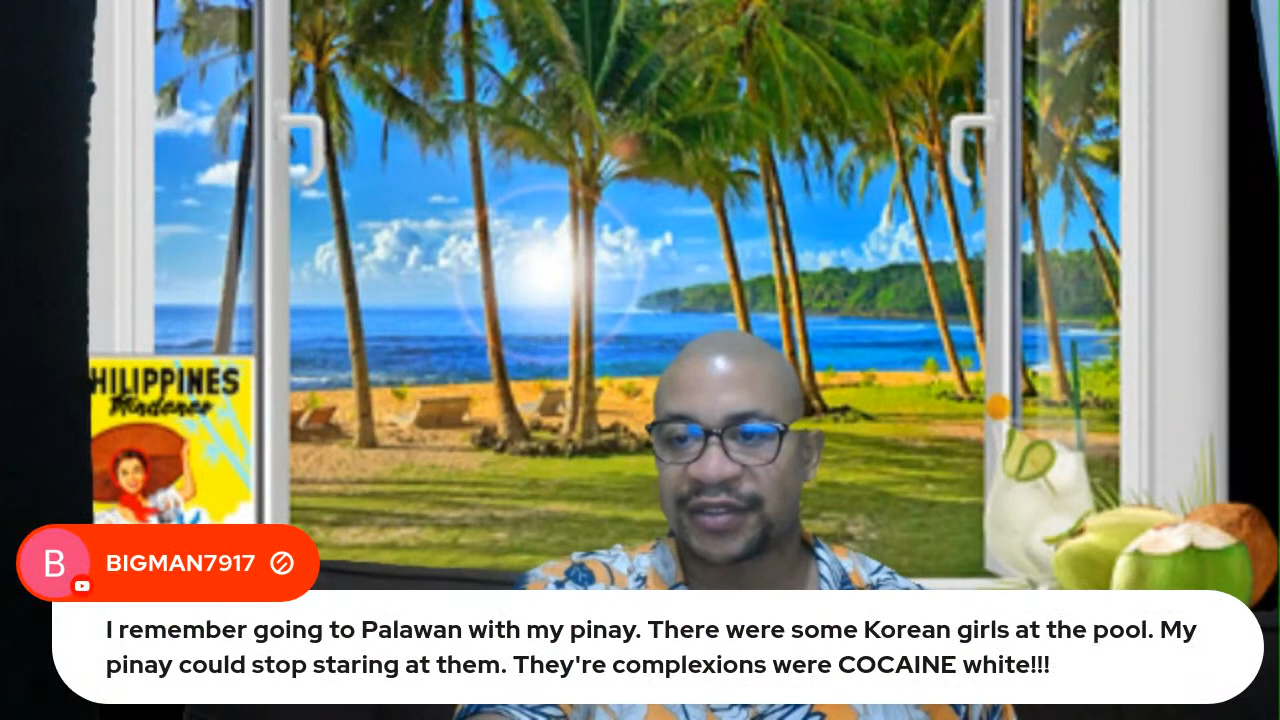 HILIPPINES
Mindanao
B
BIGMAN7917
I remember going to Palawan with my pinay. There were some Korean girls at the pool. My
pinay could stop staring at them. They're complexions were COCAINE white!!!